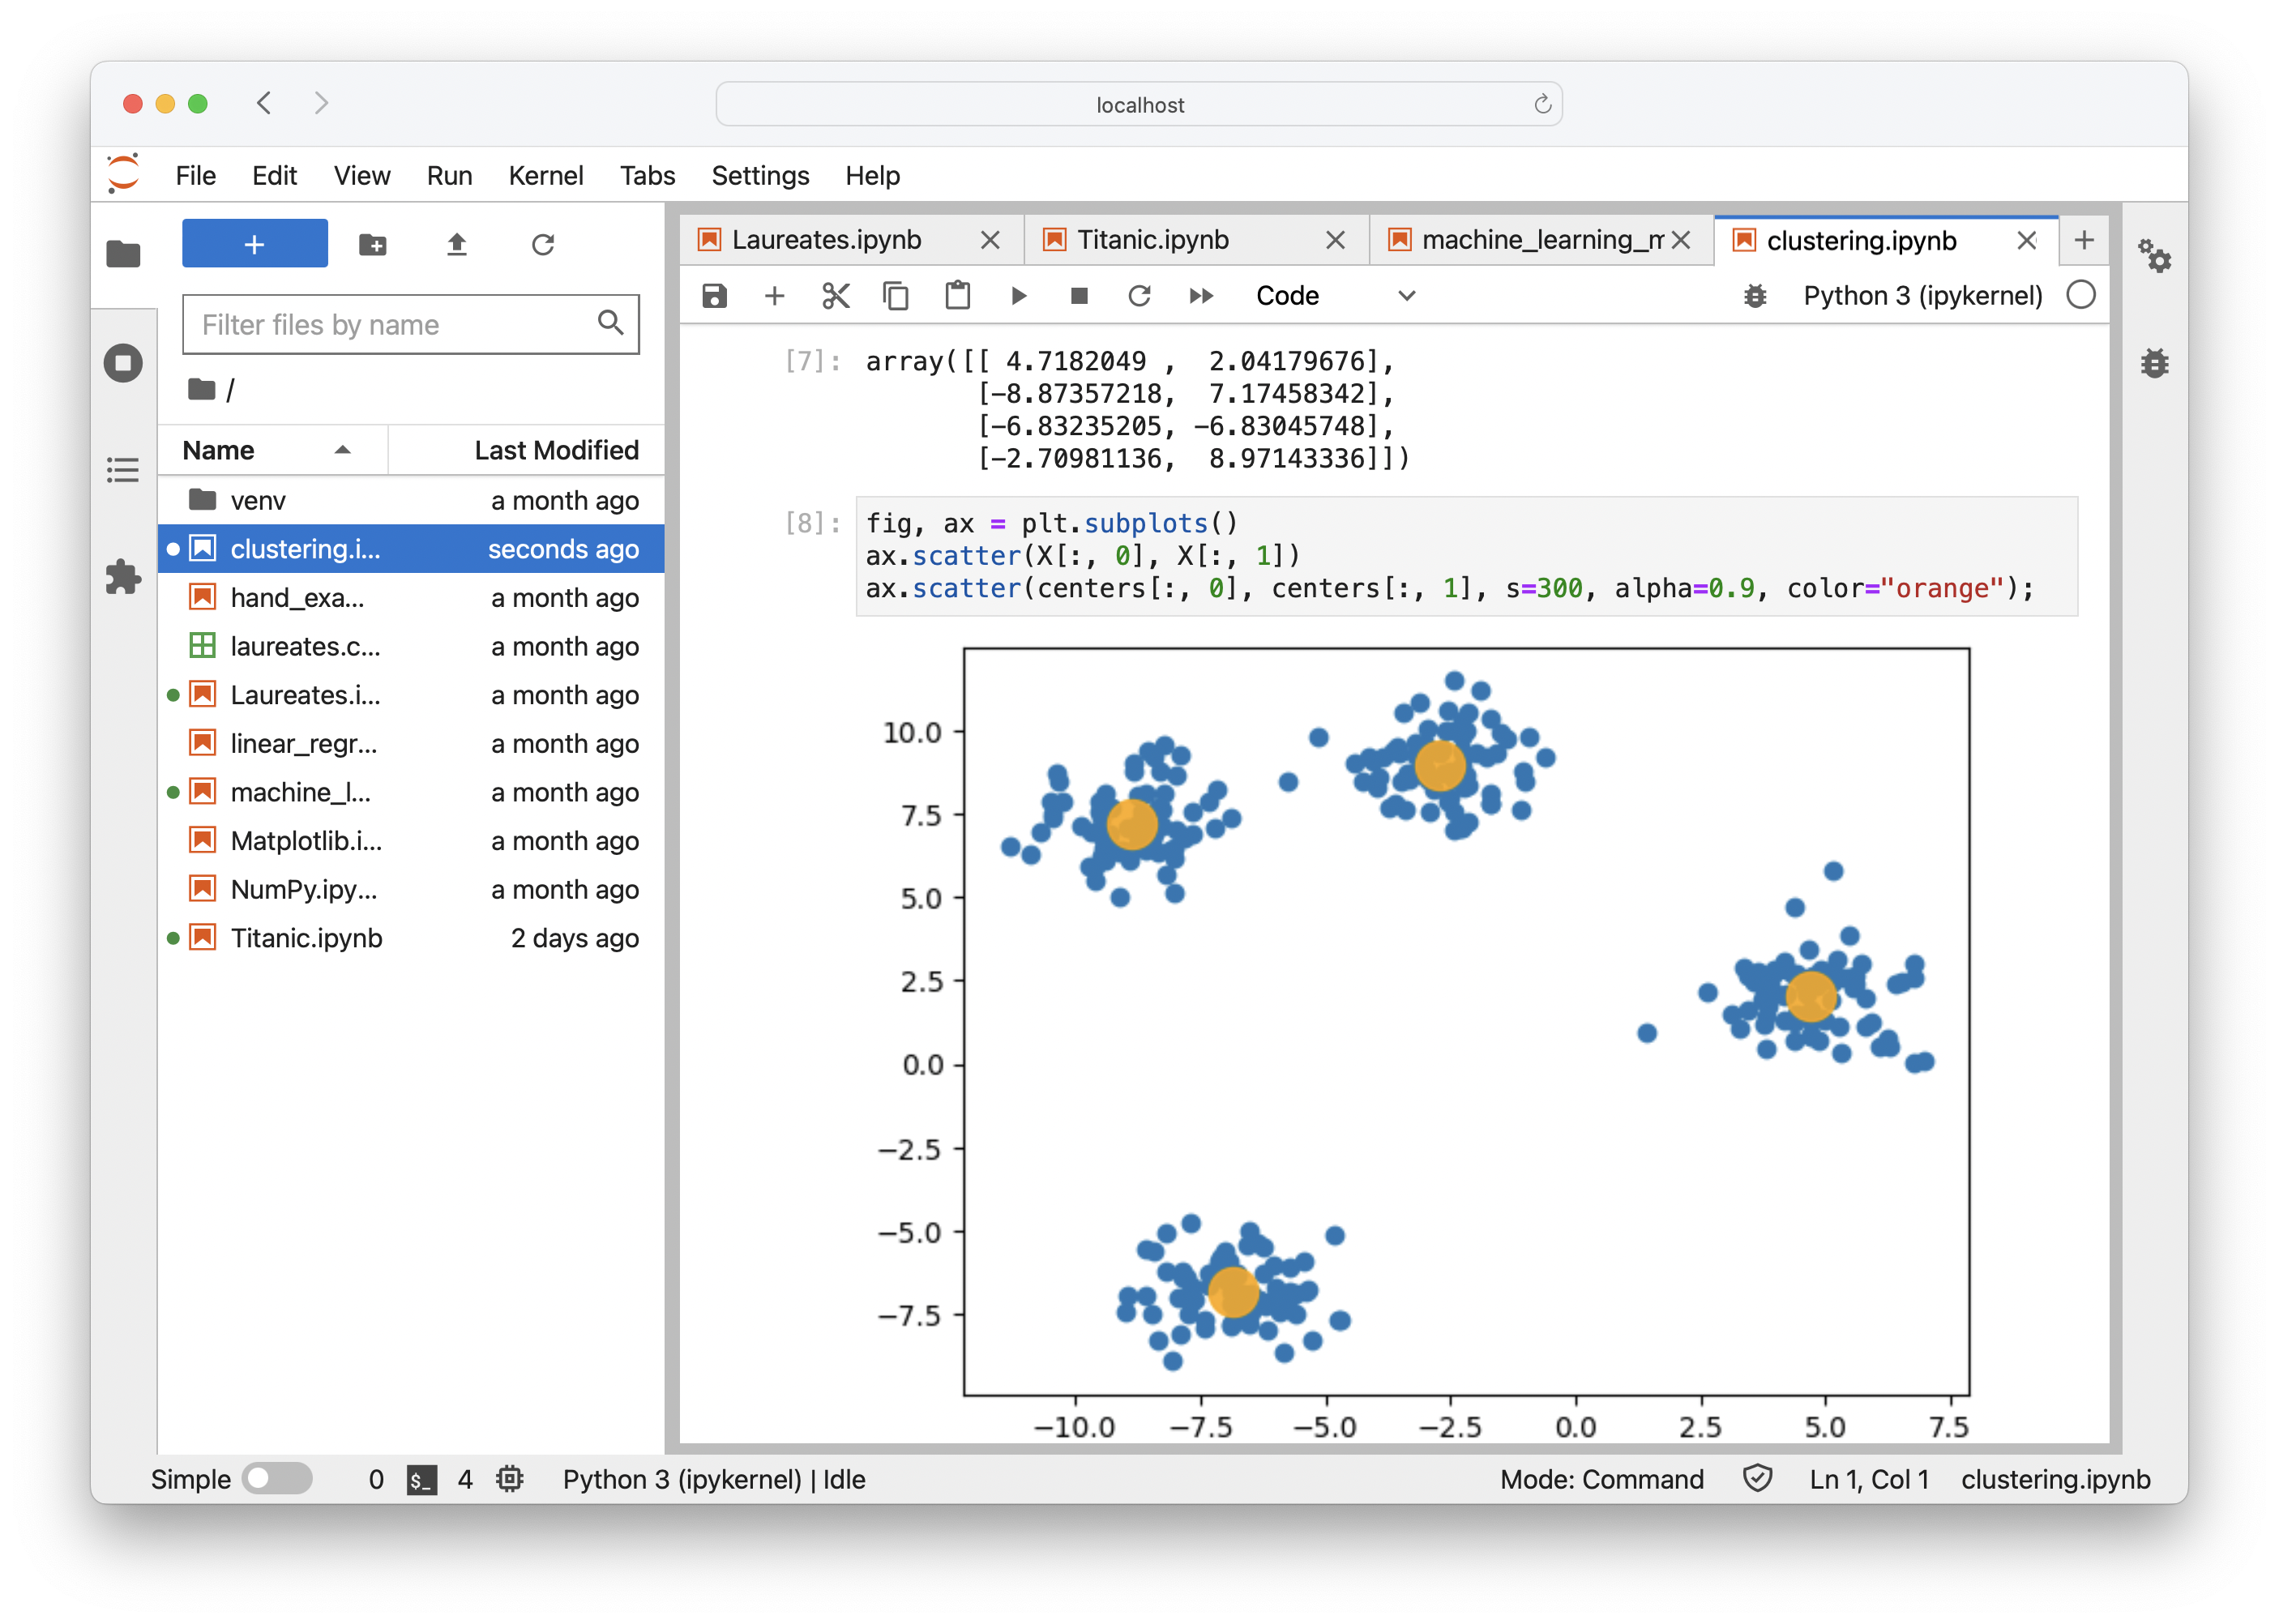 localhost
File Edit View Run Kernel Tabs Settings Help
+
Filter files by name
/
Name Last Modified
venv a month ago
clustering.i... seconds ago
hand_exa... a month ago
laureates.c... a month ago
Laureates.i... a month ago
linear_regr... a month ago
machine_l... a month ago
Matplotlib.i... a month ago
NumPy.ipy... a month ago
Titanic.ipynb 2 days ago
Laureates.ipynb Titanic.ipynb machine_learning_m clustering.ipynb
Code Python 3 (ipykernel)
[7]: array([[ 4.7182049 ,  2.04179676],
[-8.87357218,  7.17458342],
[-6.83235205, -6.83045748],
[-2.70981136,  8.97143336]])
[8]: fig, ax = plt.subplots()
ax.scatter(X[:, 0], X[:, 1])
ax.scatter(centers[:, 0], centers[:, 1], s=300, alpha=0.9, color="orange");
10.0
7.5
5.0
2.5
0.0
−2.5
−5.0
−7.5
−10.0 −7.5 −5.0 −2.5 0.0 2.5 5.0 7.5
Simple 0 $_ 4 Python 3 (ipykernel) | Idle Mode: Command Ln 1, Col 1 clustering.ipynb